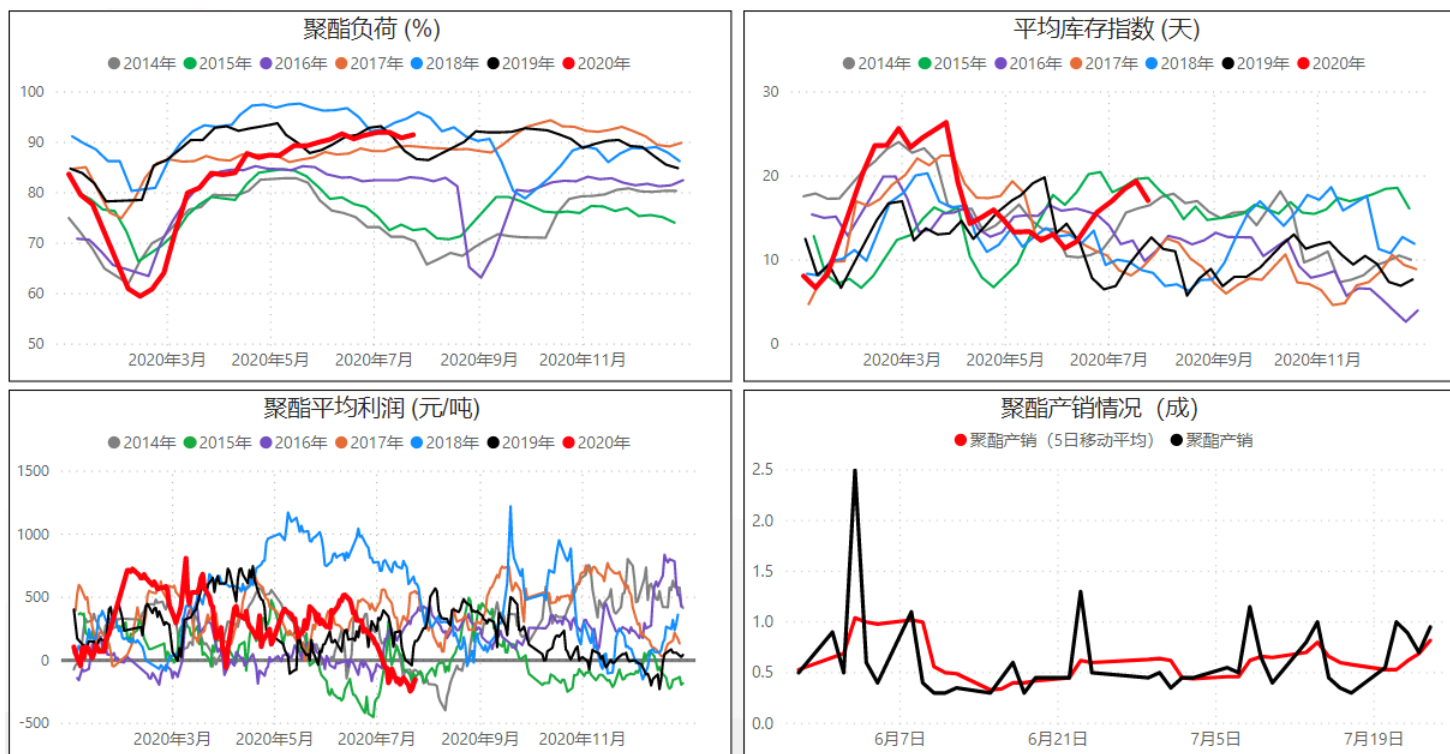 聚酯负荷 (%)
2014年 2015年 2016年 2017年 2018年 2019年 2020年
100
90
80
70
60
50
2020年3月 2020年5月 2020年7月 2020年9月 2020年11月
平均库存指数 (天)
2014年 2015年 2016年 2017年 2018年 2019年 2020年
30
20
10
0
2020年3月 2020年5月 2020年7月 2020年9月 2020年11月
聚酯平均利润 (元/吨)
2014年 2015年 2016年 2017年 2018年 2019年 2020年
1500
1000
500
0
-500
2020年3月 2020年5月 2020年7月 2020年9月 2020年11月
聚酯产销情况（成）
聚酯产销（5日移动平均） 聚酯产销
2.5
2.0
1.5
1.0
0.5
0.0
6月7日 6月21日 7月5日 7月19日